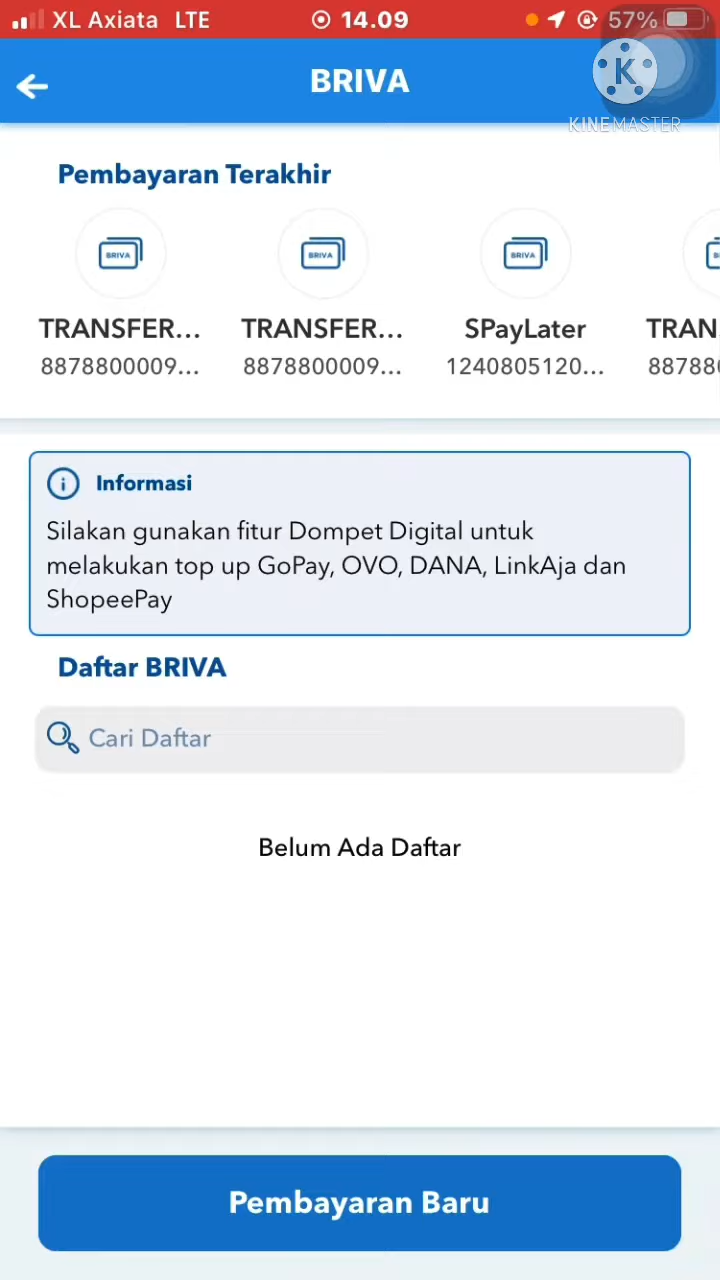 XL Axiata LTE 14.09 57%
BRIVA
K
KINEMASTER
Pembayaran Terakhir
BRIVA BRIVA BRIVA
TRANSFER... TRANSFER... SPayLater TRAN
8878800009... 8878800009... 1240805120... 88788
Informasi
Silakan gunakan fitur Dompet Digital untuk
melakukan top up GoPay, OVO, DANA, LinkAja dan
ShopeePay
Daftar BRIVA
Cari Daftar
Belum Ada Daftar
Pembayaran Baru